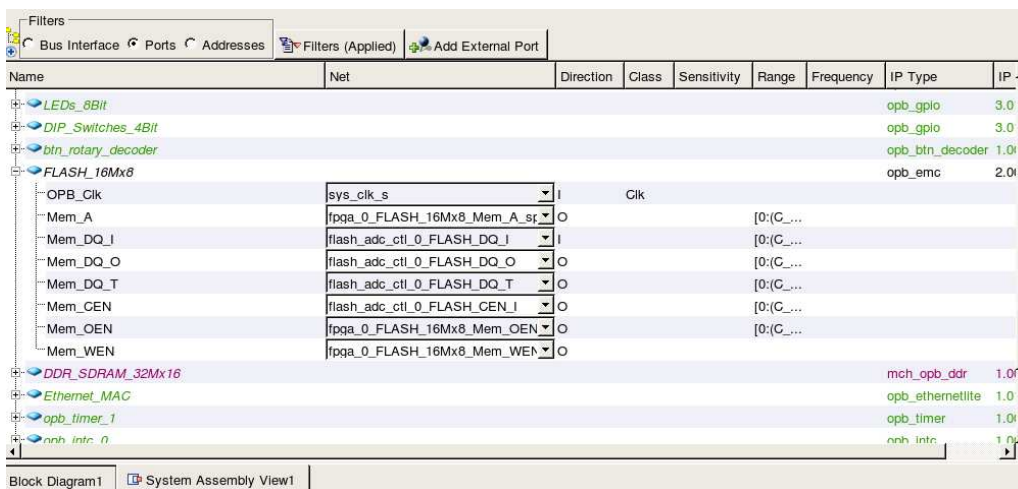 Filters
Bus Interface Ports Addresses Filters (Applied) Add External Port
Name Net Direction Class Sensitivity Range Frequency IP Type IP
LEDs_8Bit opb_gpio 3.0
DIP_Switches_4Bit opb_gpio 3.0
btn_rotary_decoder opb_btn_decoder 1.0
FLASH_16Mx8 opb_emc 2.0
OPB_Clk sys_clk_s I Clk
Mem_A fpga_0_FLASH_16Mx8_Mem_A_sp O [0:(C_...
Mem_DQ_I flash_adc_ctl_0_FLASH_DQ_I I [0:(C_...
Mem_DQ_O flash_adc_ctl_0_FLASH_DQ_O O [0:(C_...
Mem_DQ_T flash_adc_ctl_0_FLASH_DQ_T O [0:(C_...
Mem_CEN flash_adc_ctl_0_FLASH_CEN_I O [0:(C_...
Mem_OEN fpga_0_FLASH_16Mx8_Mem_OEN O [0:(C_...
Mem_WEN fpga_0_FLASH_16Mx8_Mem_WEN O
DDR_SDRAM_32Mx16 mch_opb_ddr 1.0
Ethernet_MAC opb_ethernetlite 1.0
opb_timer_1 opb_timer 1.0
opb_intc_0 opb_intc 1.0
Block Diagram1 System Assembly View1